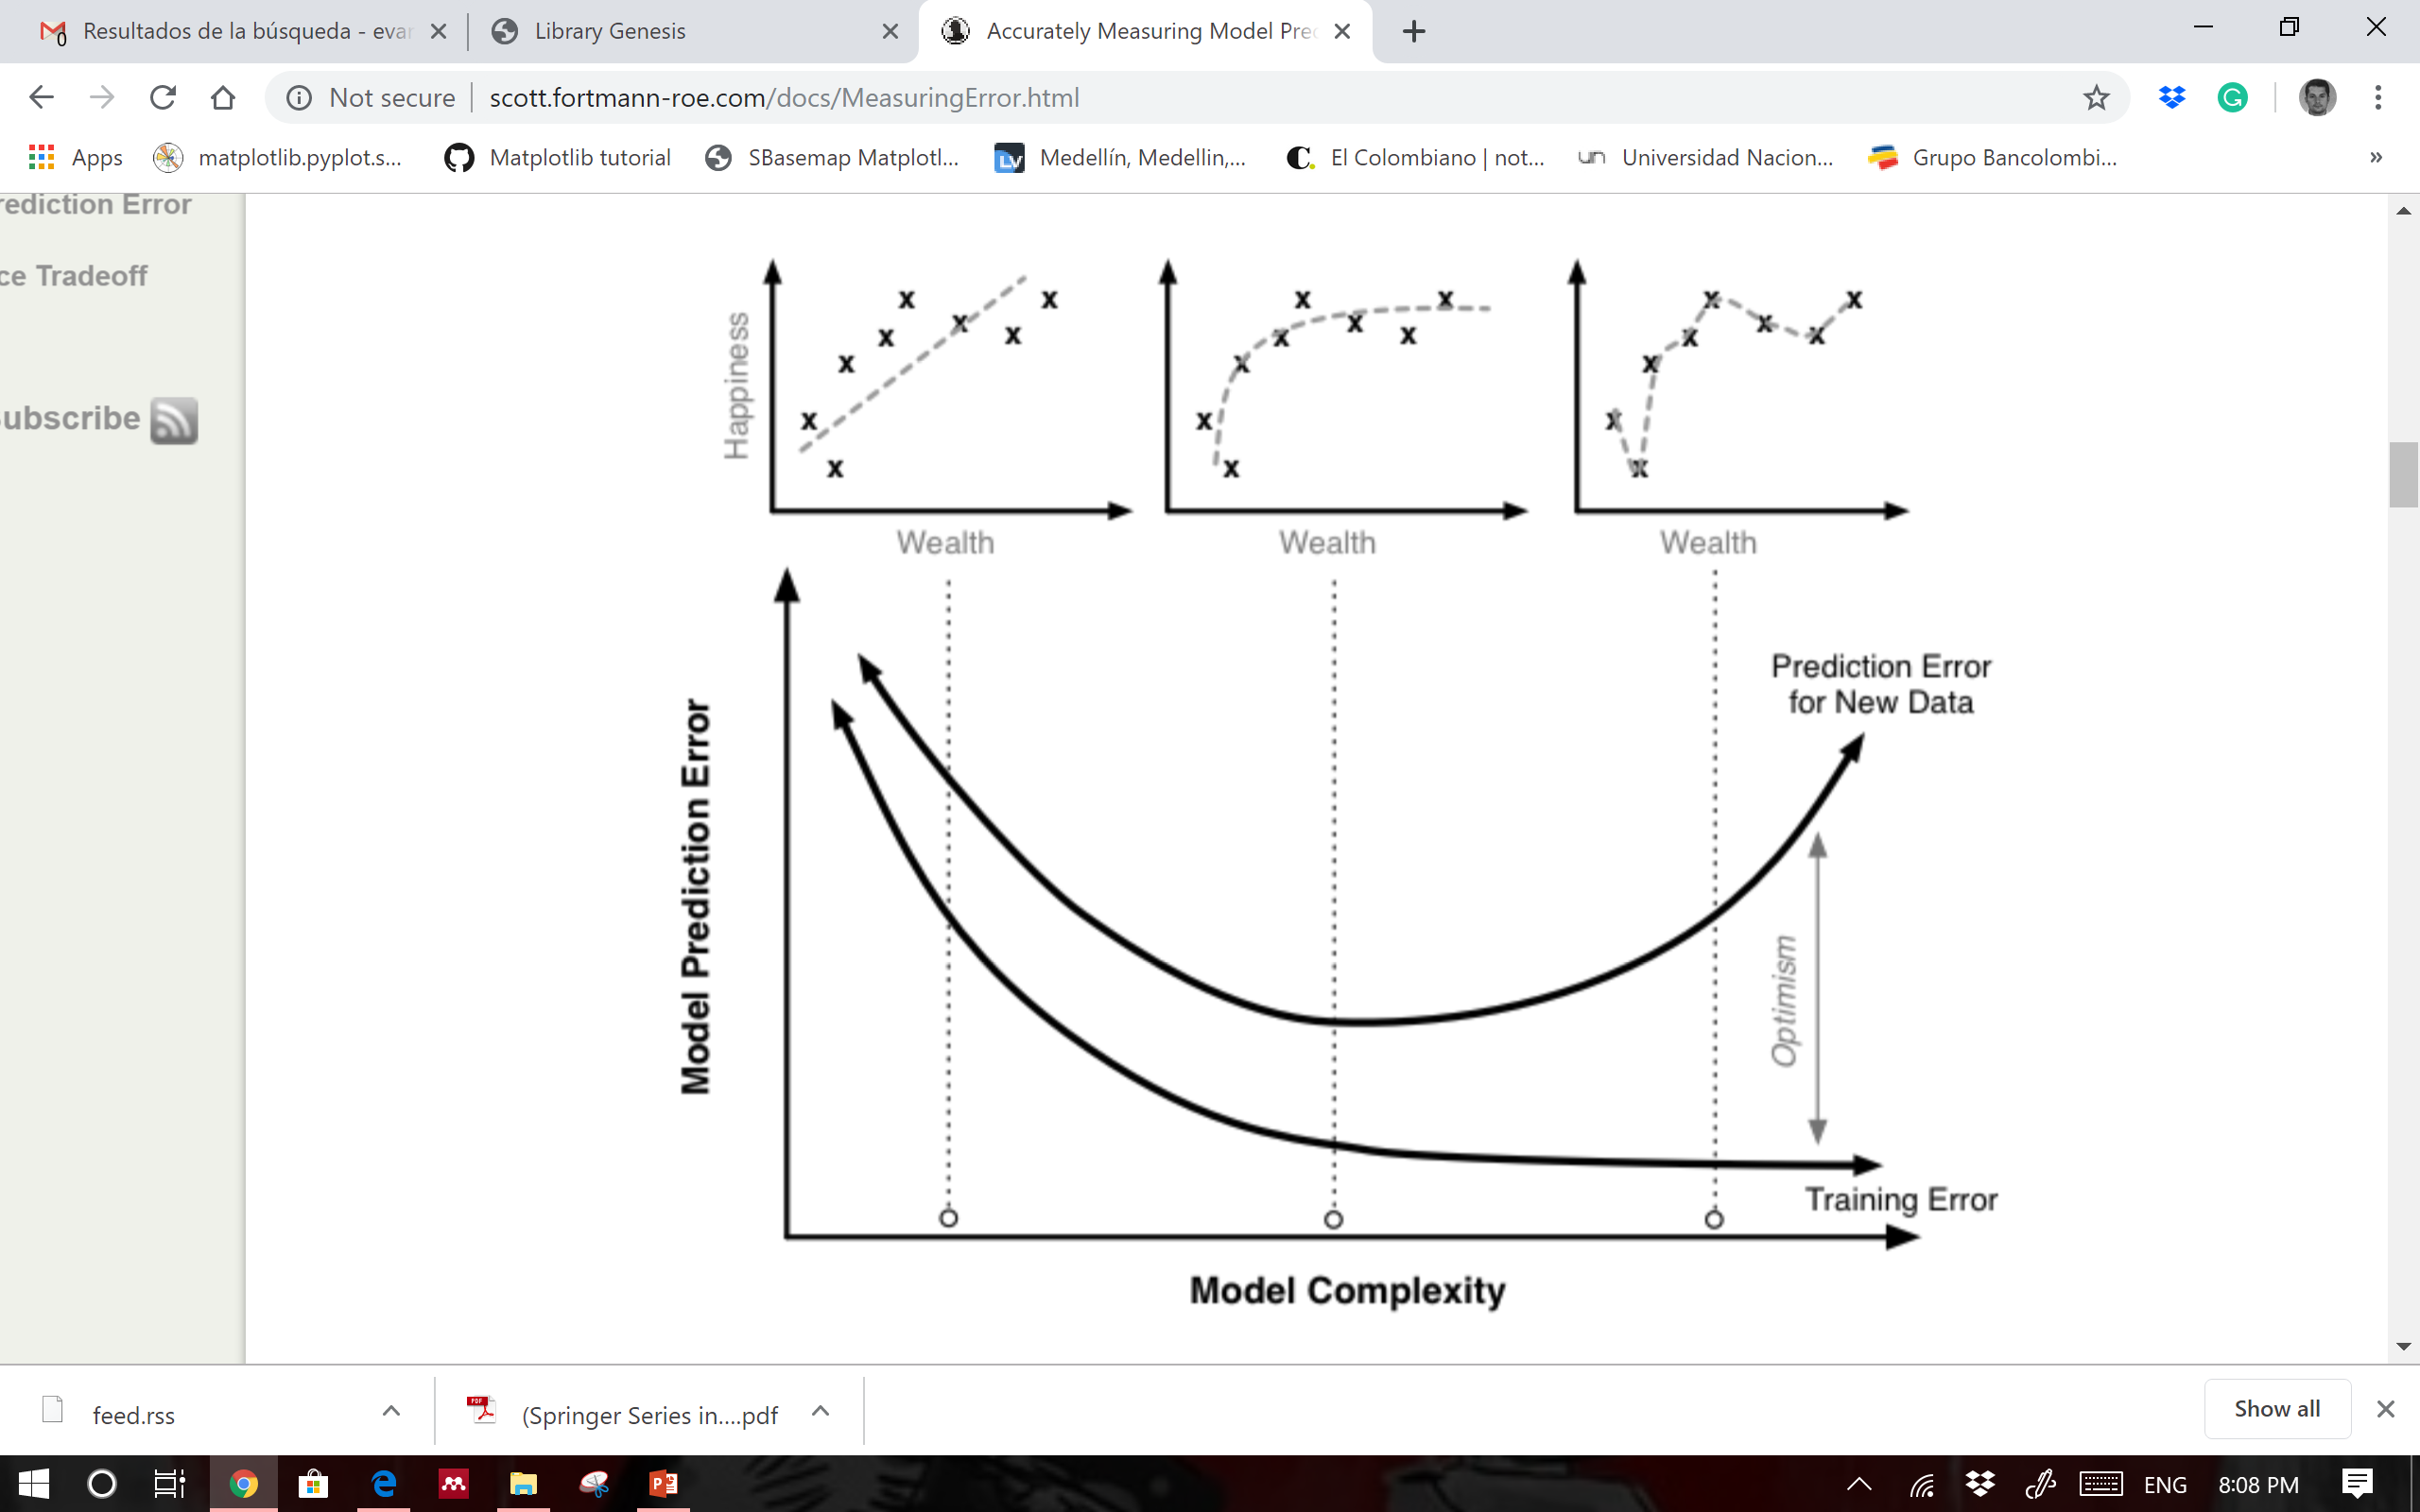 Resultados de la búsqueda - evar
Library Genesis
Accurately Measuring Model Pre
Not secure
scott.fortmann-roe.com/docs/MeasuringError.html
Apps
matplotlib.pyplot.s...
Matplotlib tutorial
SBasemap Matplotl...
Medellín, Medellin,...
El Colombiano | not...
Universidad Nacion...
Grupo Bancolombi...
»
rediction Error
ce Tradeoff
ubscribe
Happiness
Wealth
Wealth
Wealth
Model Prediction Error
Prediction Error
for New Data
Optimism
Training Error
Model Complexity
feed.rss
(Springer Series in....pdf
Show all
ENG
8:08 PM